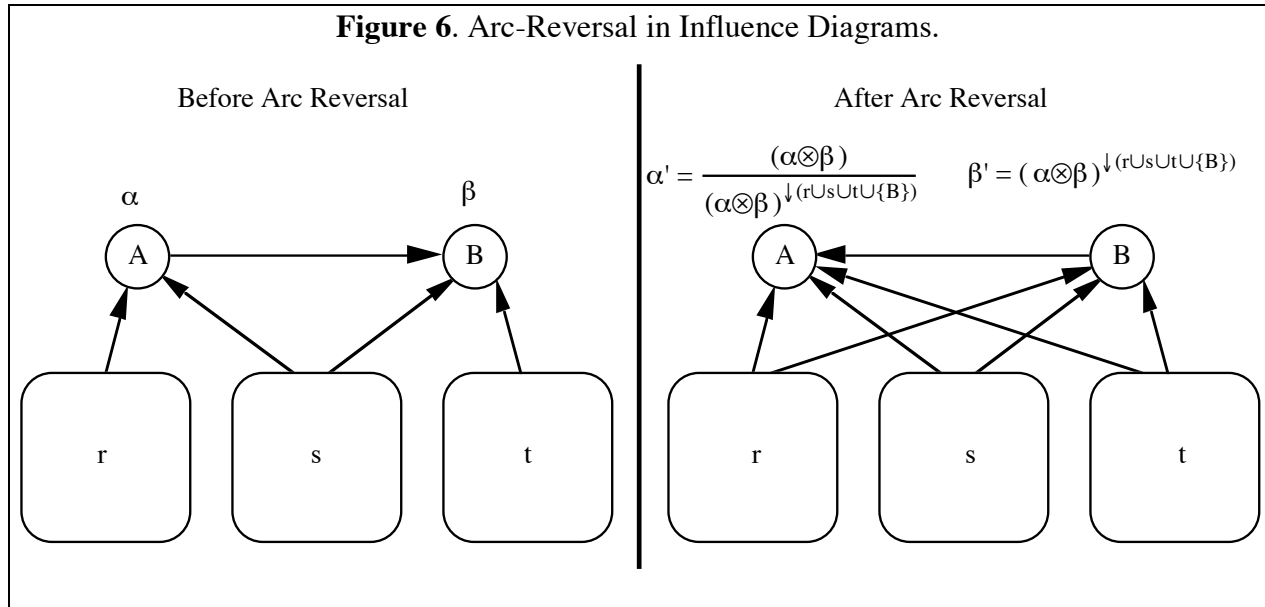 Figure 6. Arc-Reversal in Influence Diagrams.
Before Arc Reversal
α
β
A
B
r
s
t
After Arc Reversal
α' = (α⊗β) / (α⊗β)↓(r∪s∪t∪{B})
β' = (α⊗β)↓(r∪s∪t∪{B})
A
B
r
s
t